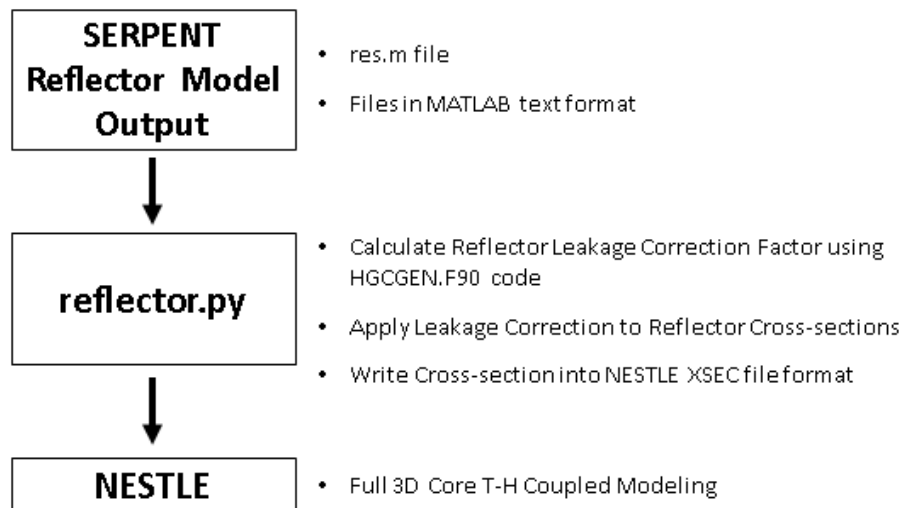 SERPENT
Reflector Model
Output
• res.m file
• Files in MATLAB text format
reflector.py
• Calculate Reflector Leakage Correction Factor using
HGCGEN.F90 code
• Apply Leakage Correction to Reflector Cross-sections
• Write Cross-section into NESTLE XSEC file format
NESTLE
• Full 3D Core T-H Coupled Modeling